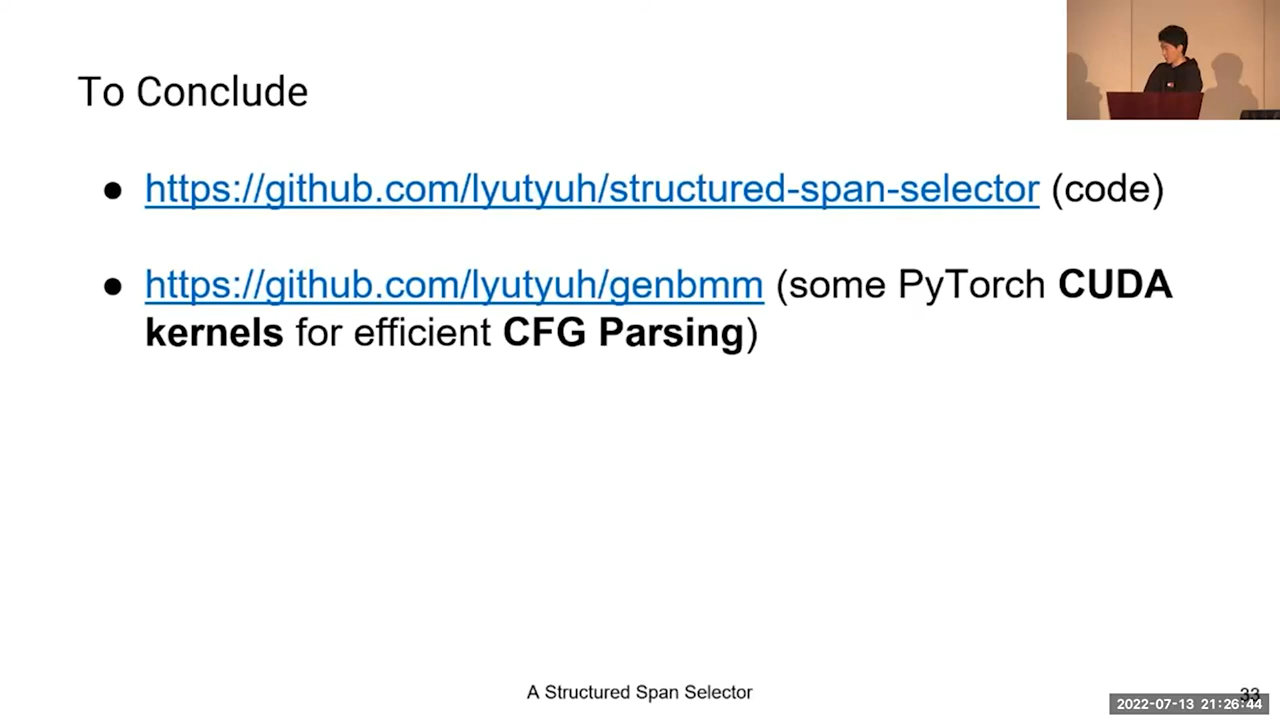 To Conclude
● https://github.com/lyutyuh/structured-span-selector (code)
● https://github.com/lyutyuh/genbmm (some PyTorch CUDA
kernels for efficient CFG Parsing)
A Structured Span Selector
33
2022-07-13 21:26:44